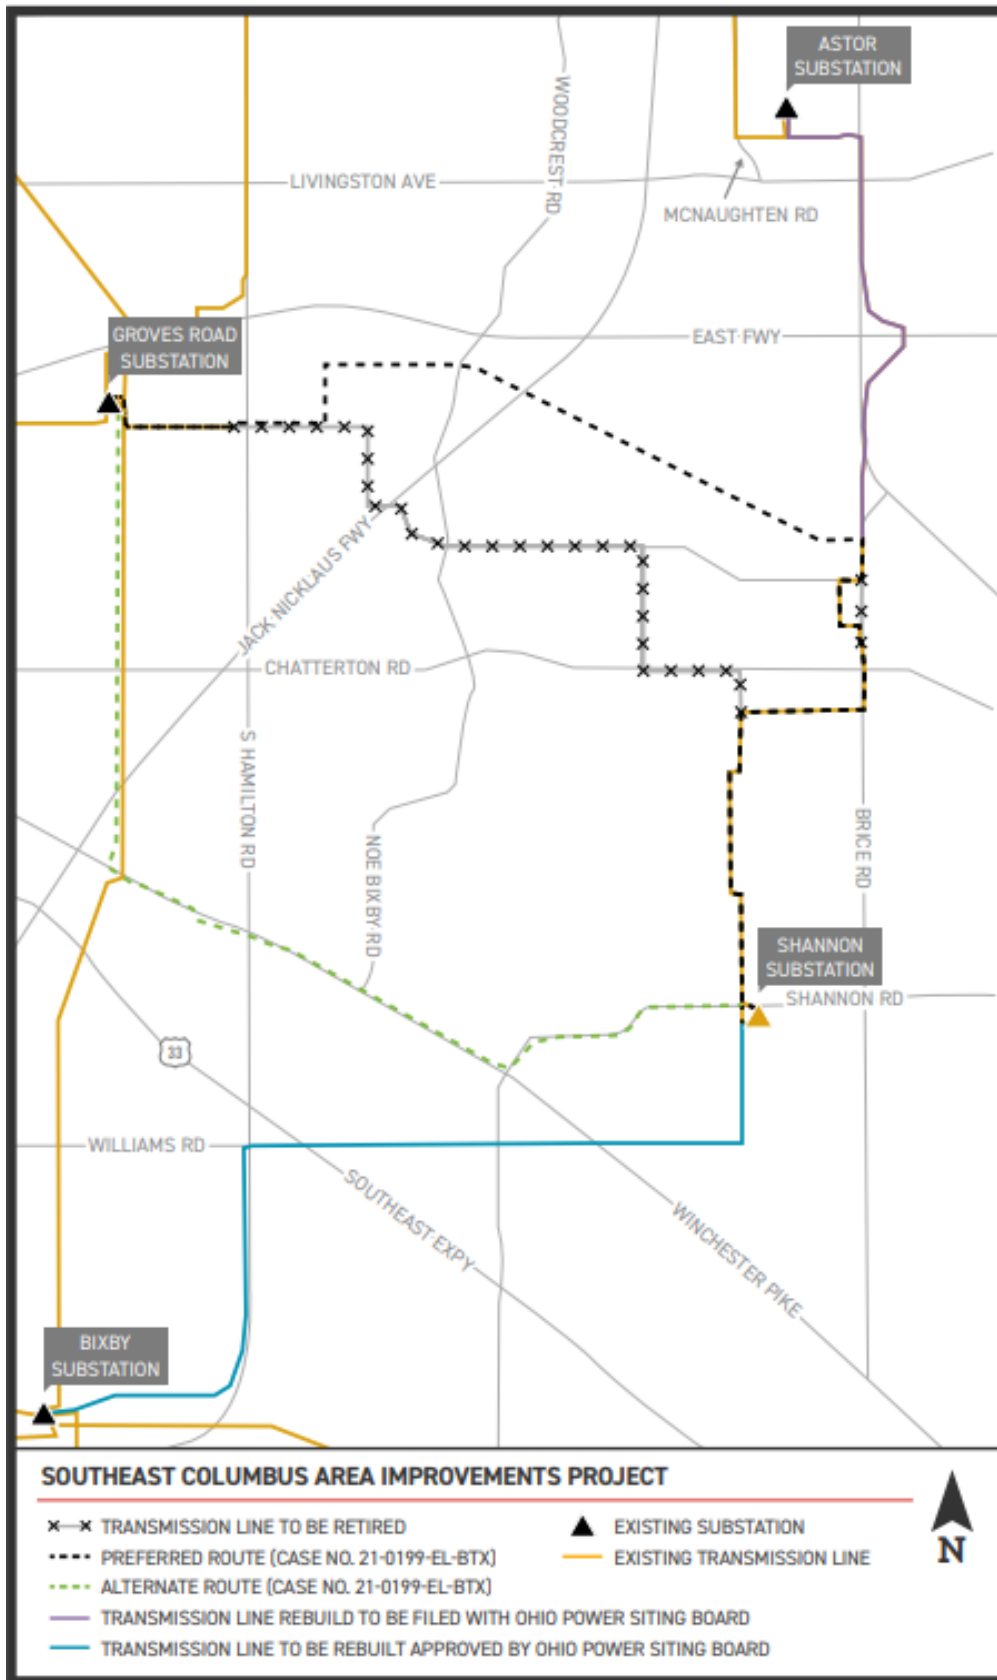 ASTOR
SUBSTATION
WOODCREST RD
LIVINGSTON AVE
MCNAUGHTEN RD
GROVES ROAD
SUBSTATION
EAST FWY
JACK NICKLAUS FWY
CHATTERTON RD
S HAMILTON RD
NOE BIXBY RD
BRICE RD
SHANNON
SUBSTATION
SHANNON RD
33
WILLIAMS RD
SOUTHEAST EXPY
WINCHESTER PIKE
BIXBY
SUBSTATION
SOUTHEAST COLUMBUS AREA IMPROVEMENTS PROJECT
TRANSMISSION LINE TO BE RETIRED
PREFERRED ROUTE (CASE NO. 21-0199-EL-BTX)
ALTERNATE ROUTE (CASE NO. 21-0199-EL-BTX)
TRANSMISSION LINE REBUILD TO BE FILED WITH OHIO POWER SITING BOARD
TRANSMISSION LINE TO BE REBUILT APPROVED BY OHIO POWER SITING BOARD
EXISTING SUBSTATION
EXISTING TRANSMISSION LINE
N